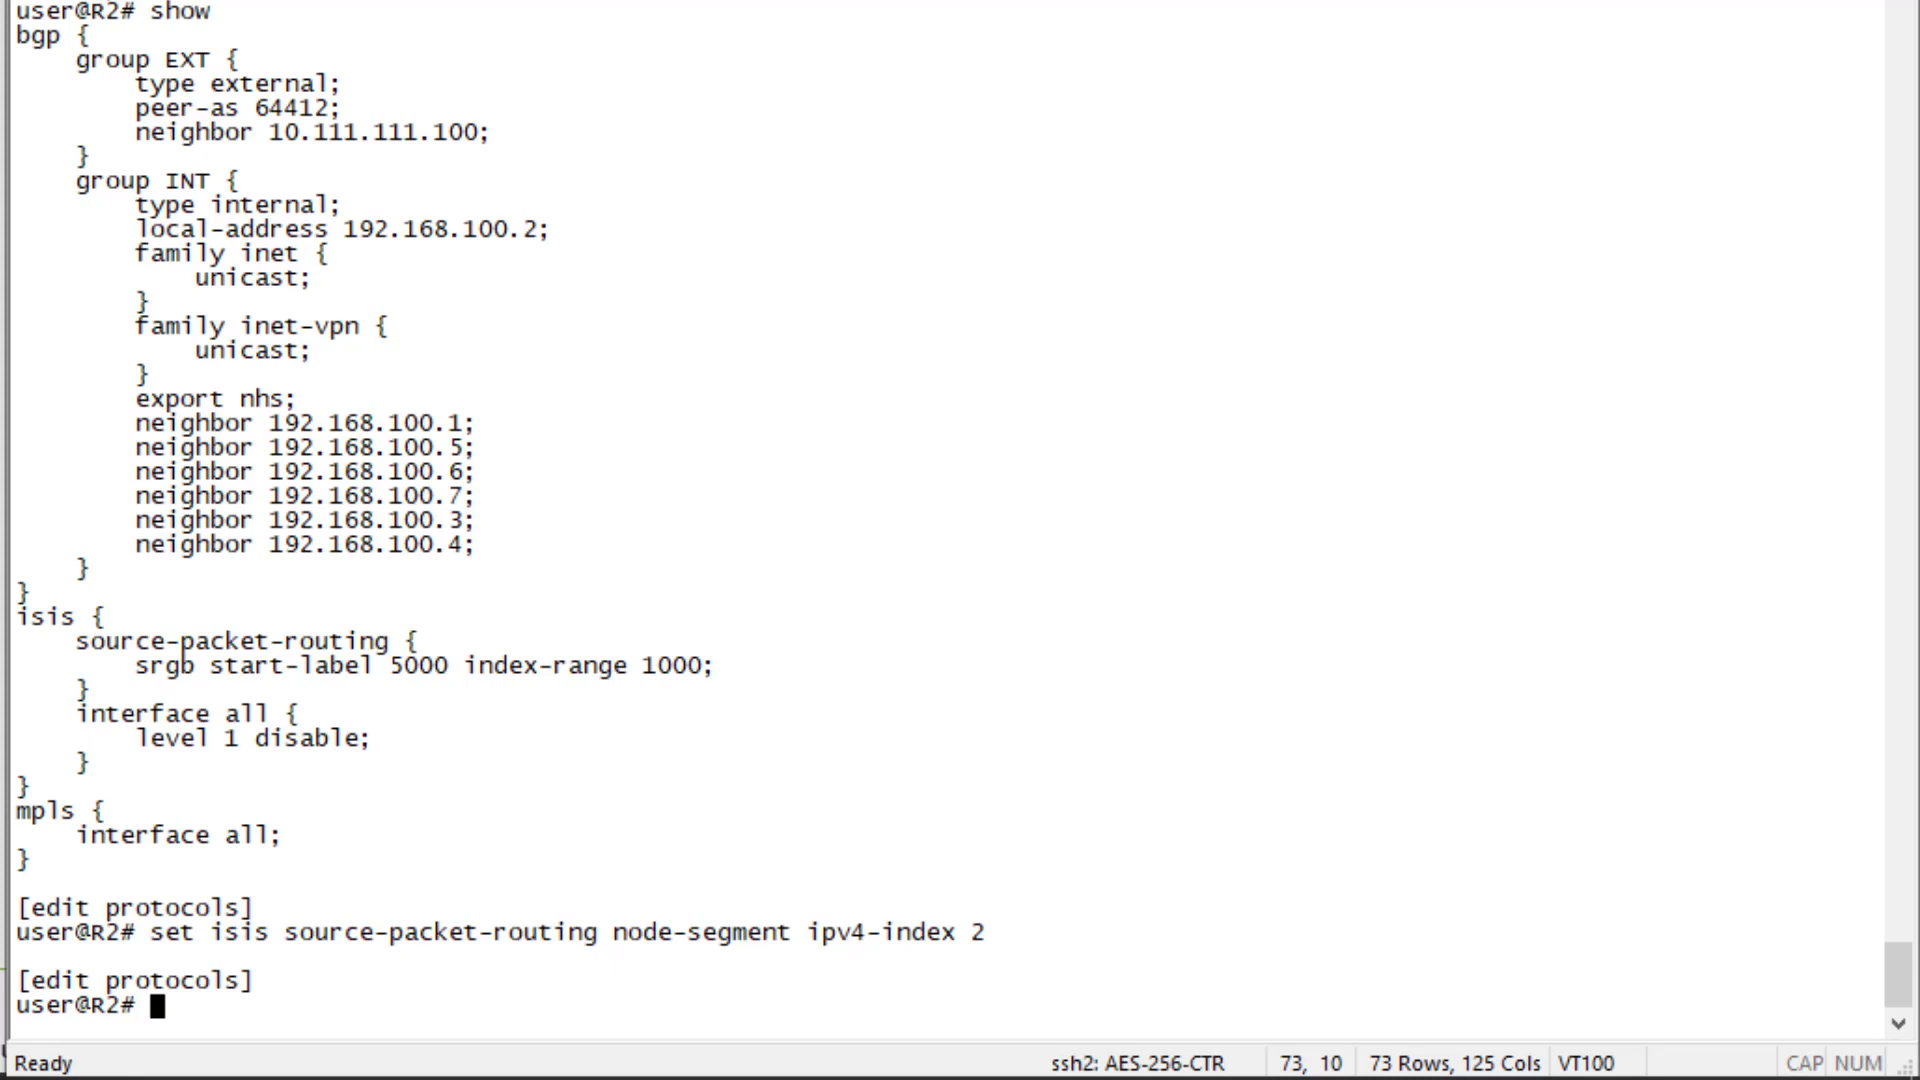 user@R2# show
bgp {
    group EXT {
        type external;
        peer-as 64412;
        neighbor 10.111.111.100;
    }
    group INT {
        type internal;
        local-address 192.168.100.2;
        family inet {
            unicast;
        }
        family inet-vpn {
            unicast;
        }
        export nhs;
        neighbor 192.168.100.1;
        neighbor 192.168.100.5;
        neighbor 192.168.100.6;
        neighbor 192.168.100.7;
        neighbor 192.168.100.3;
        neighbor 192.168.100.4;
    }
}
isis {
    source-packet-routing {
        srgb start-label 5000 index-range 1000;
    }
    interface all {
        level 1 disable;
    }
}
mpls {
    interface all;
}

[edit protocols]
user@R2# set isis source-packet-routing node-segment ipv4-index 2

[edit protocols]
user@R2#
Ready ssh2: AES-256-CTR 73, 10 73 Rows, 125 Cols VT100 CAP NUM